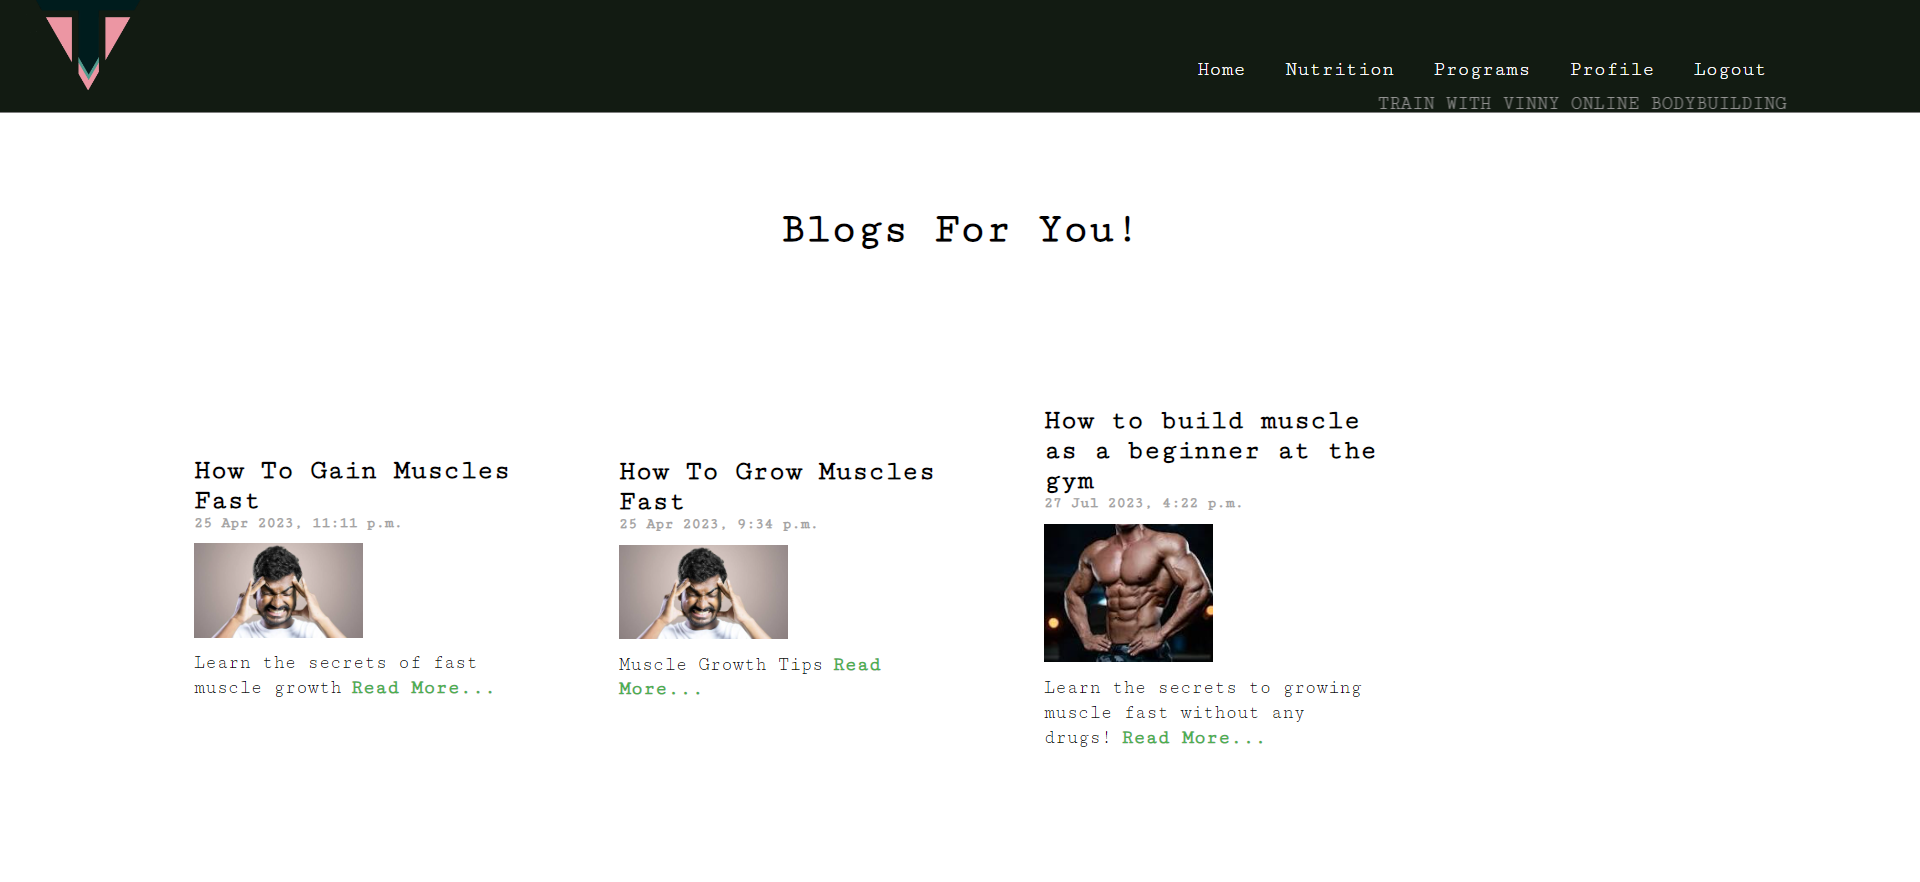 Home Nutrition Programs Profile Logout
TRAIN WITH VINNY ONLINE BODYBUILDING
Blogs For You!
How To Gain Muscles
Fast
25 Apr 2023, 11:11 p.m.
Learn the secrets of fast
muscle growth Read More...
How To Grow Muscles
Fast
25 Apr 2023, 9:34 p.m.
Muscle Growth Tips Read
More...
How to build muscle
as a beginner at the
gym
27 Jul 2023, 4:22 p.m.
Learn the secrets to growing
muscle fast without any
drugs! Read More...